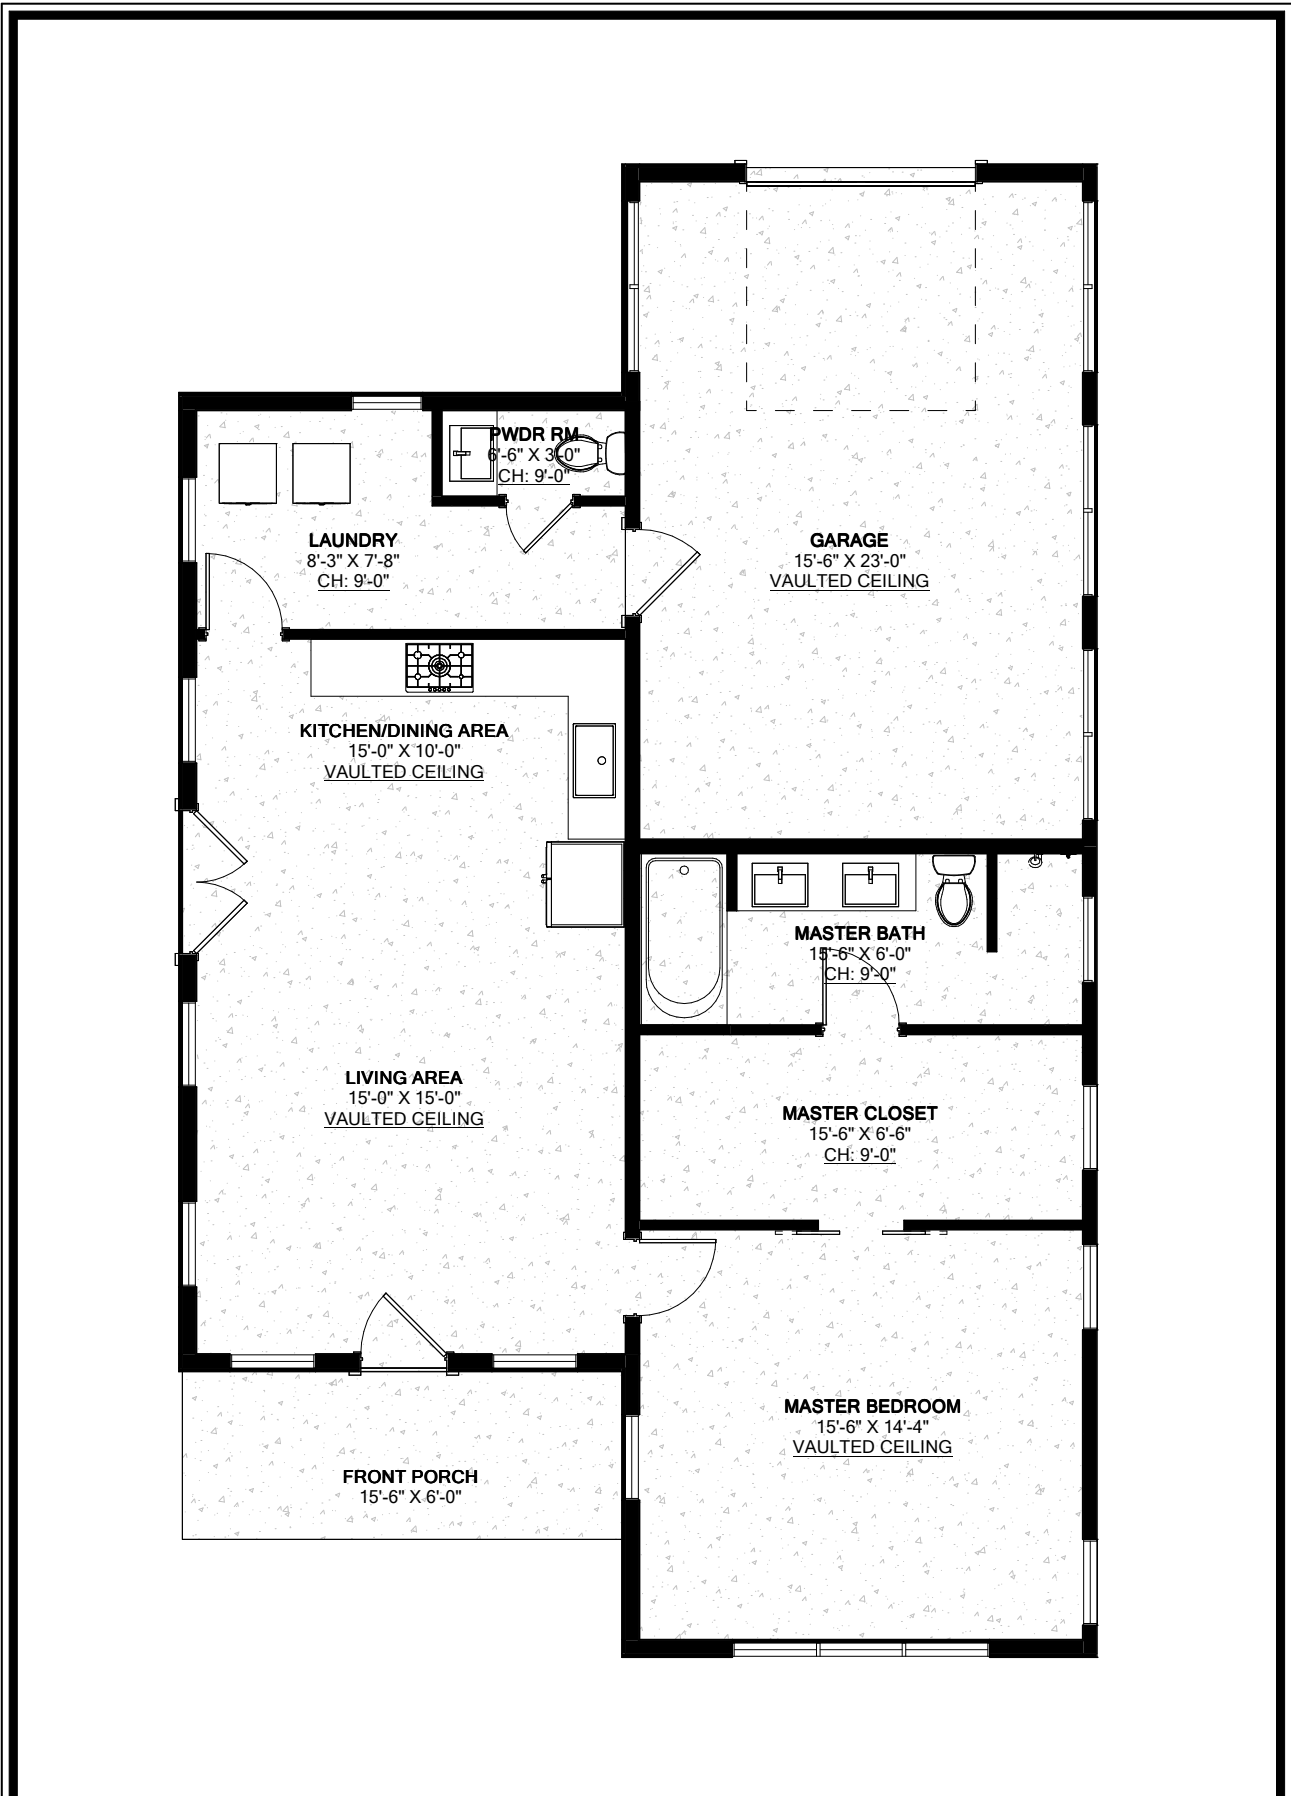 PWDR RM
6'-6" X 3'-0"
CH: 9'-0"
LAUNDRY
8'-3" X 7'-8"
CH: 9'-0"
GARAGE
15'-6" X 23'-0"
VAULTED CEILING
KITCHEN/DINING AREA
15'-0" X 10'-0"
VAULTED CEILING
MASTER BATH
15'-6" X 6'-0"
CH: 9'-0"
LIVING AREA
15'-0" X 15'-0"
VAULTED CEILING
MASTER CLOSET
15'-6" X 6'-6"
CH: 9'-0"
MASTER BEDROOM
15'-6" X 14'-4"
VAULTED CEILING
FRONT PORCH
15'-6" X 6'-0"